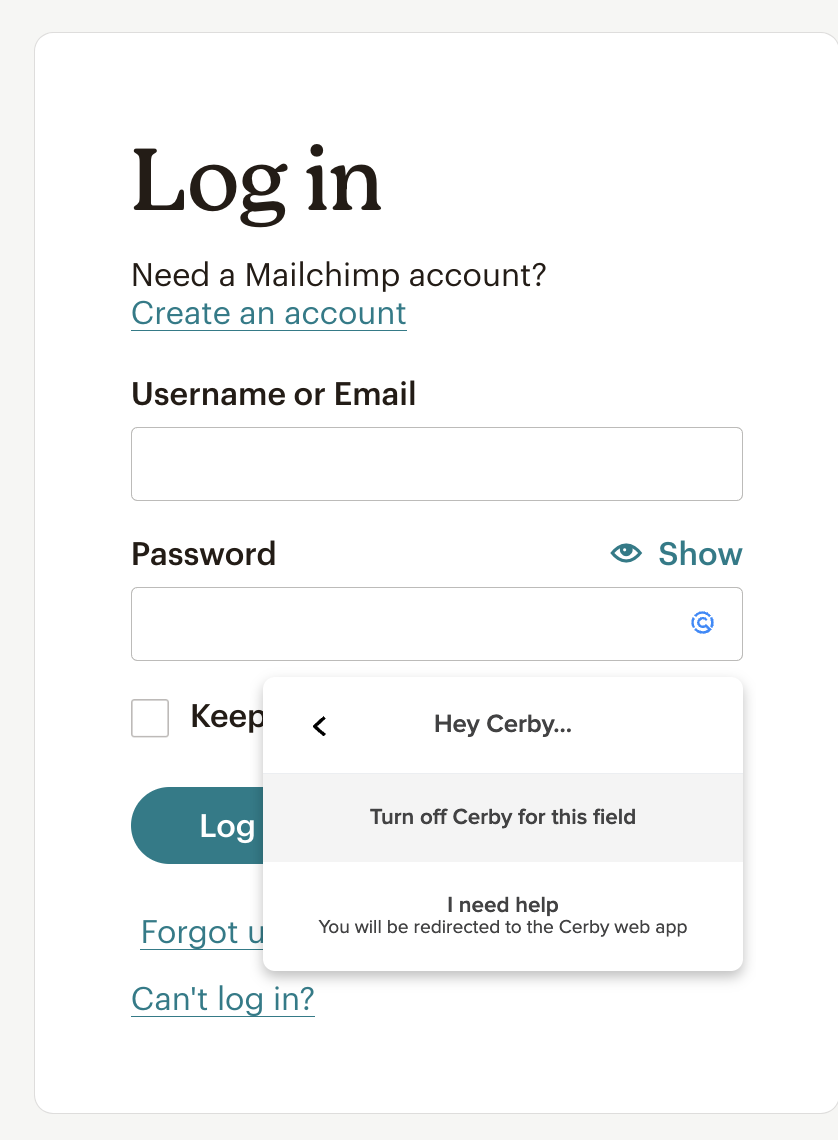 Log in
Need a Mailchimp account?
Create an account
Username or Email
Password
Show
Keep
Hey Cerby...
Turn off Cerby for this field
Log
I need help
You will be redirected to the Cerby web app
Forgot u
Can't log in?